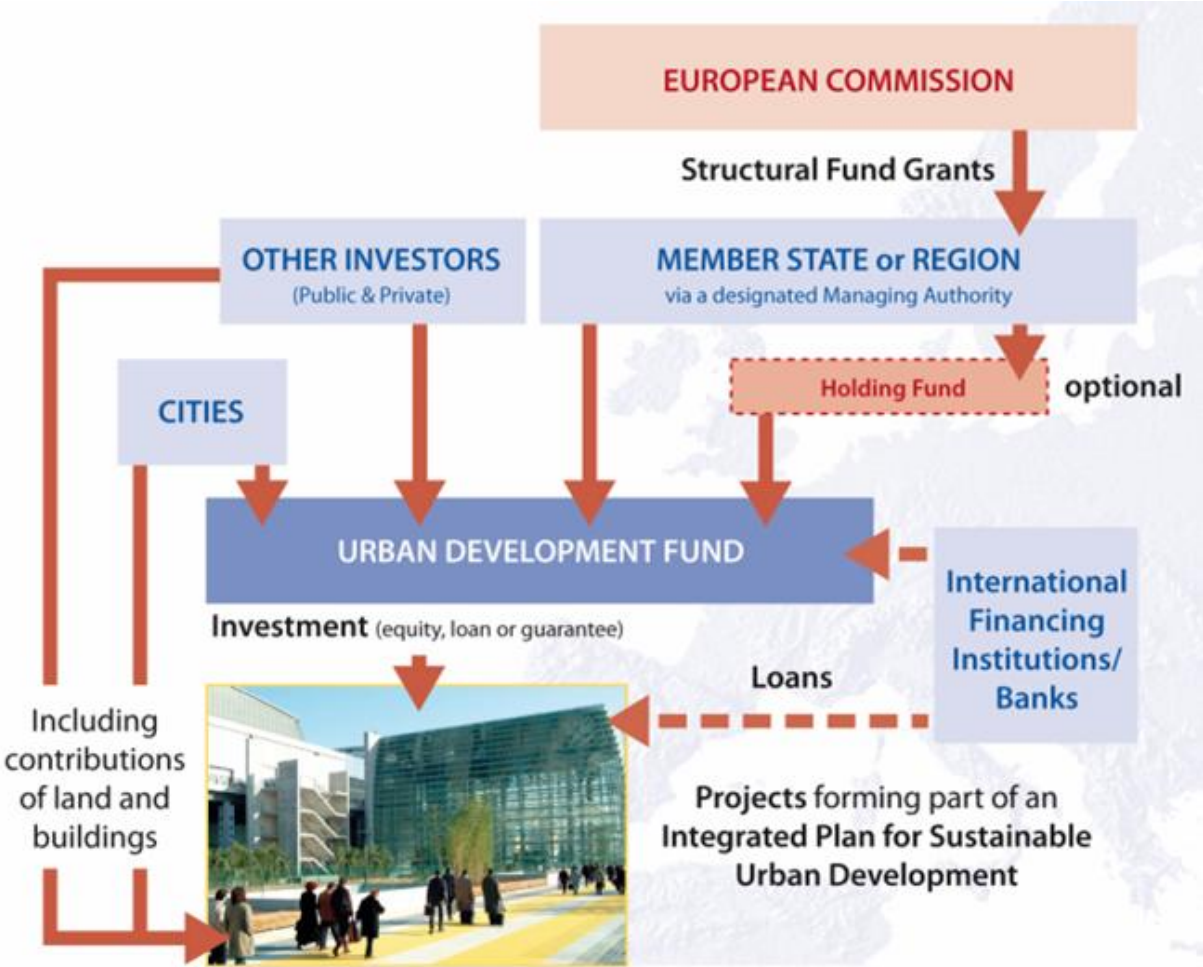 EUROPEAN COMMISSION
Structural Fund Grants
OTHER INVESTORS
(Public & Private)
MEMBER STATE or REGION
via a designated Managing Authority
Holding Fund
optional
CITIES
URBAN DEVELOPMENT FUND
International
Financing
Institutions/
Banks
Investment (equity, loan or guarantee)
Loans
Including
contributions
of land and
buildings
Projects forming part of an
Integrated Plan for Sustainable
Urban Development